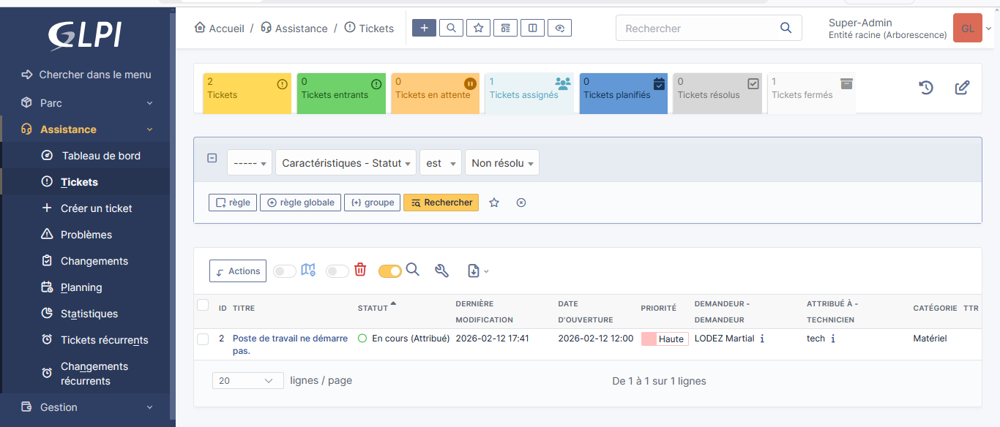 GLPI
Chercher dans le menu
Parc
Assistance
Tableau de bord
Tickets
Créer un ticket
Problèmes
Changements
Planning
Statistiques
Tickets récurrents
Changements
récurrents
Gestion
Accueil / Assistance / Tickets
Rechercher
Super-Admin
Entité racine (Arborescence)
GL
2
Tickets
0
Tickets entrants
0
Tickets en attente
1
Tickets assignés
0
Tickets planifiés
0
Tickets résolus
1
Tickets fermés
----- Caractéristiques - Statut est Non résolu
règle règle globale groupe Rechercher
Actions
ID TITRE STATUT DERNIÈRE MODIFICATION DATE D'OUVERTURE PRIORITÉ DEMANDEUR - DEMANDEUR ATTRIBUÉ À - TECHNICIEN CATÉGORIE TTR
2 Poste de travail ne démarre pas. En cours (Attribué) 2026-02-12 17:41 2026-02-12 12:00 Haute LODEZ Martial tech Matériel
20 lignes / page De 1 à 1 sur 1 lignes